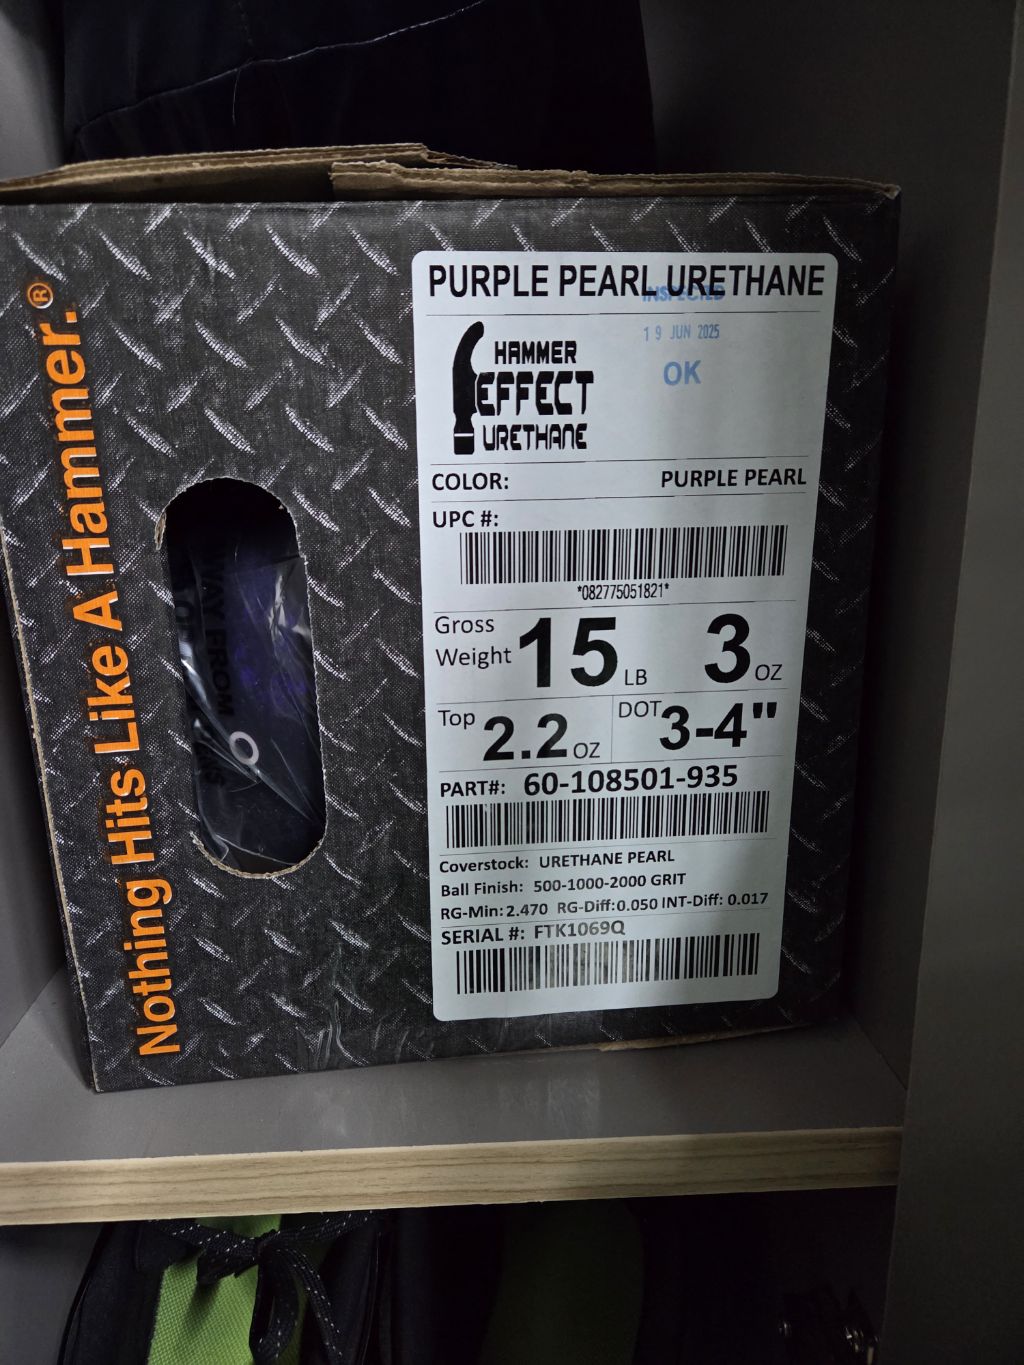 Nothing Hits Like A Hammer.®
PURPLE PEARL URETHANE
INSPECTED
19 JUN 2025
OK
HAMMER
EFFECT
URETHANE
COLOR: PURPLE PEARL
UPC #:
*082775051821*
Gross Weight 15 LB 3 OZ
Top 2.2 OZ DOT 3-4"
PART#: 60-108501-935
Coverstock: URETHANE PEARL
Ball Finish: 500-1000-2000 GRIT
RG-Min: 2.470 RG-Diff: 0.050 INT-Diff: 0.017
SERIAL #: FTK1069Q
WAY FROM